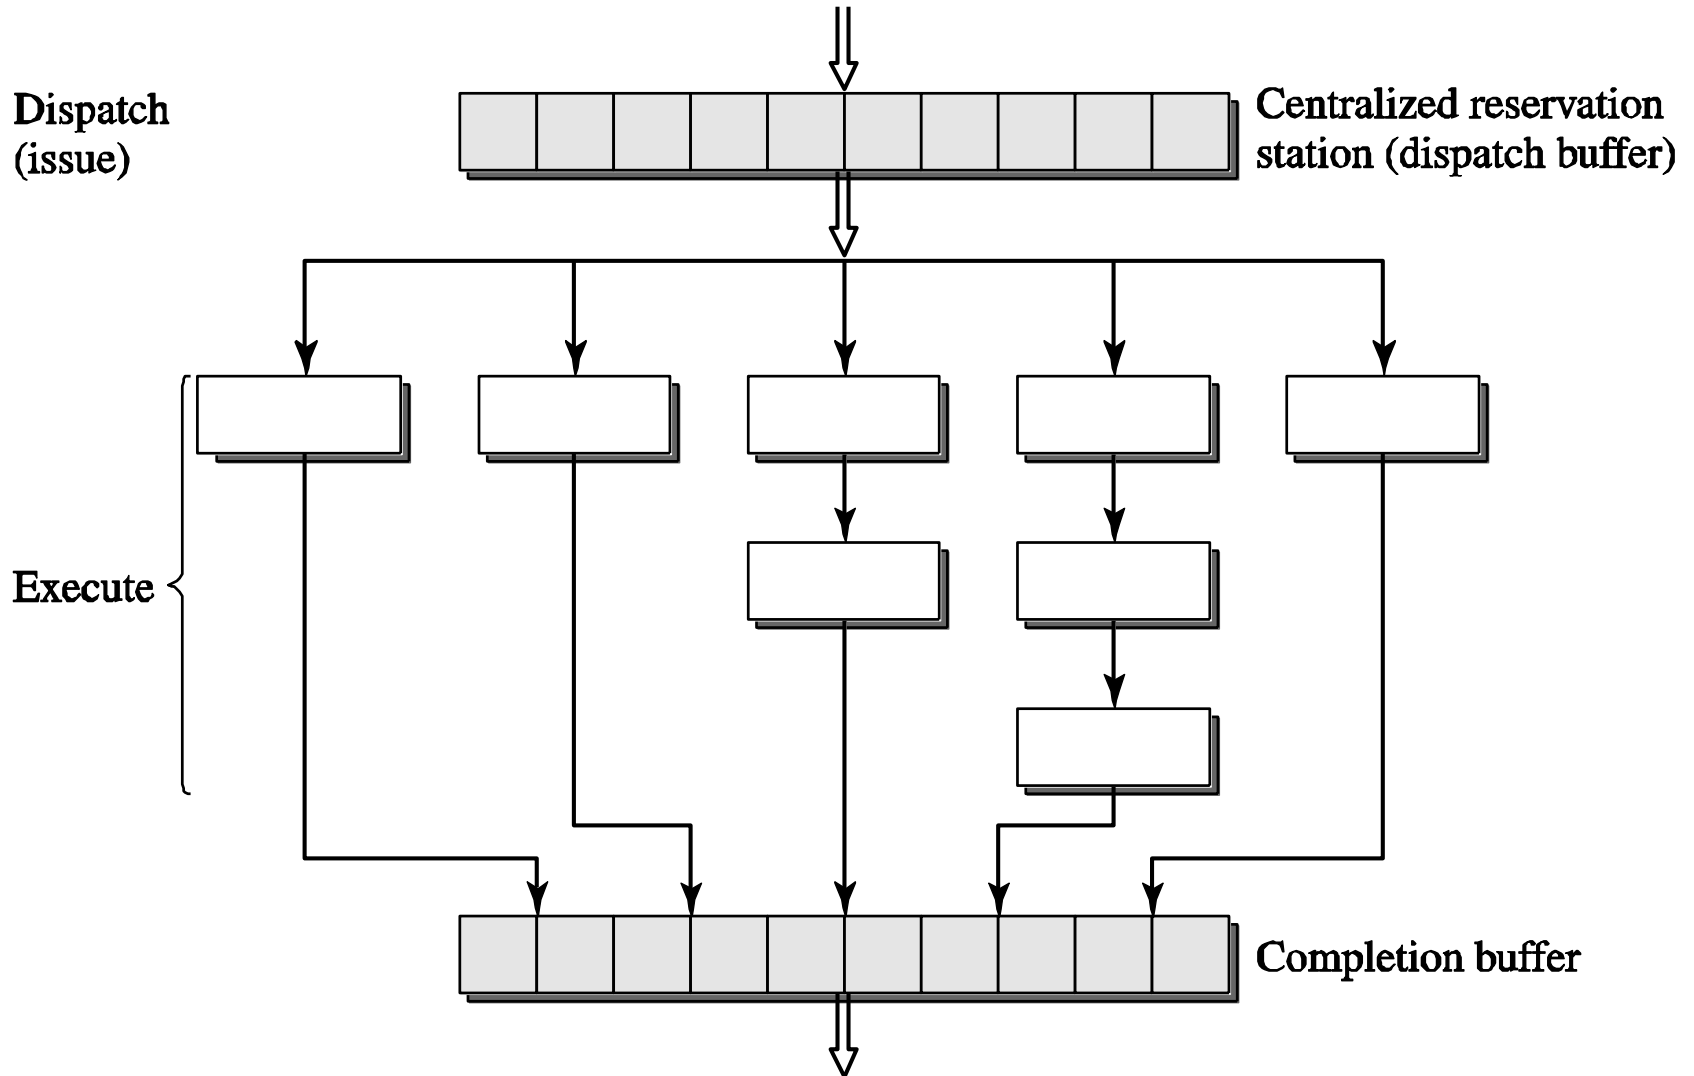 Dispatch
(issue)
Centralized reservation
station (dispatch buffer)
Execute
Completion buffer